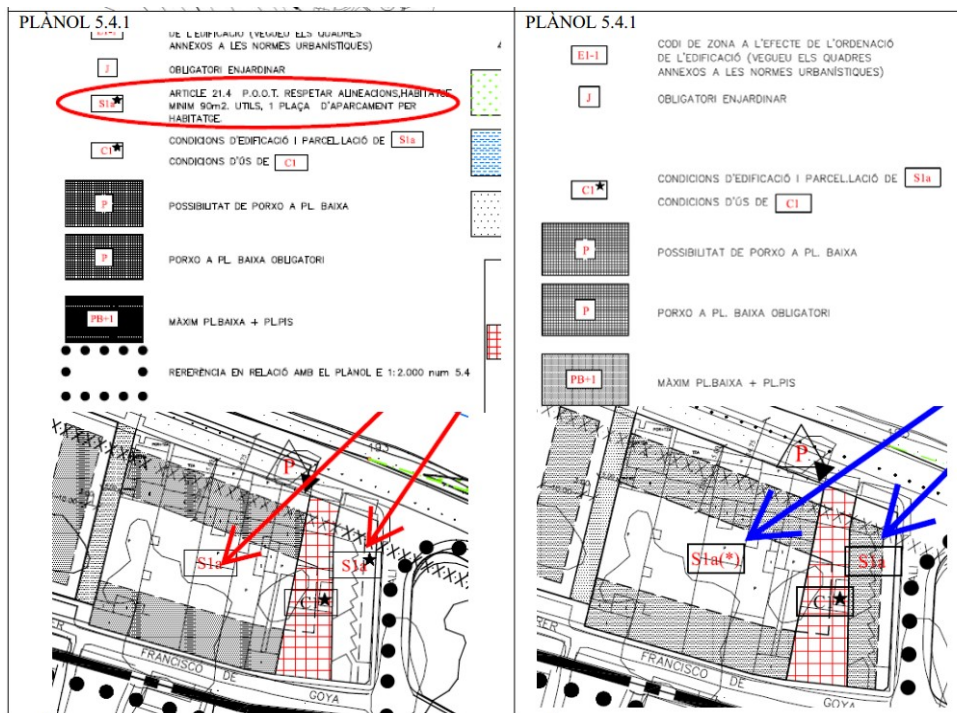 PLÀNOL 5.4.1
DE L'EDIFICACIÓ (VEGUEU ELS QUADRES
ANNEXOS A LES NORMES URBANÍSTIQUES)
J
OBLIGATORI ENJARDINAR
S1a★
ARTICLE 21.4 P.O.O.T. RESPETAR ALINEACIONS,HABITATGE
MINIM 90m2. UTILS, 1 PLAÇA D'APARCAMENT PER
HABITATGE.
C1★
CONDICIONS D'EDIFICACIÓ I PARCEL.LACIÓ DE S1a
CONDICIONS D'ÚS DE C1
P
POSSIBILITAT DE PORXO A PL. BAIXA
P
PORXO A PL. BAIXA OBLIGATORI
PB+1
MÀXIM PL.BAIXA + PL.PIS
RERERÈNCIA EN RELACIÓ AMB EL PLÀNOL E 1:2.000 num 5.4
P
S1a
S1a★
C1★
FRANCISCO DE
GOYA
PLÀNOL 5.4.1
E1-1
CODI DE ZONA A L'EFECTE DE L'ORDENACIÓ
DE L'EDIFICACIÓ (VEGUEU ELS QUADRES
ANNEXOS A LES NORMES URBANÍSTIQUES)
J
OBLIGATORI ENJARDINAR
C1★
CONDICIONS D'EDIFICACIÓ I PARCEL.LACIÓ DE S1a
CONDICIONS D'ÚS DE C1
P
POSSIBILITAT DE PORXO A PL. BAIXA
P
PORXO A PL. BAIXA OBLIGATORI
PB+1
MÀXIM PL.BAIXA + PL.PIS
P
S1a(*)
S1a
C1★
FRANCISCO DE
GOYA